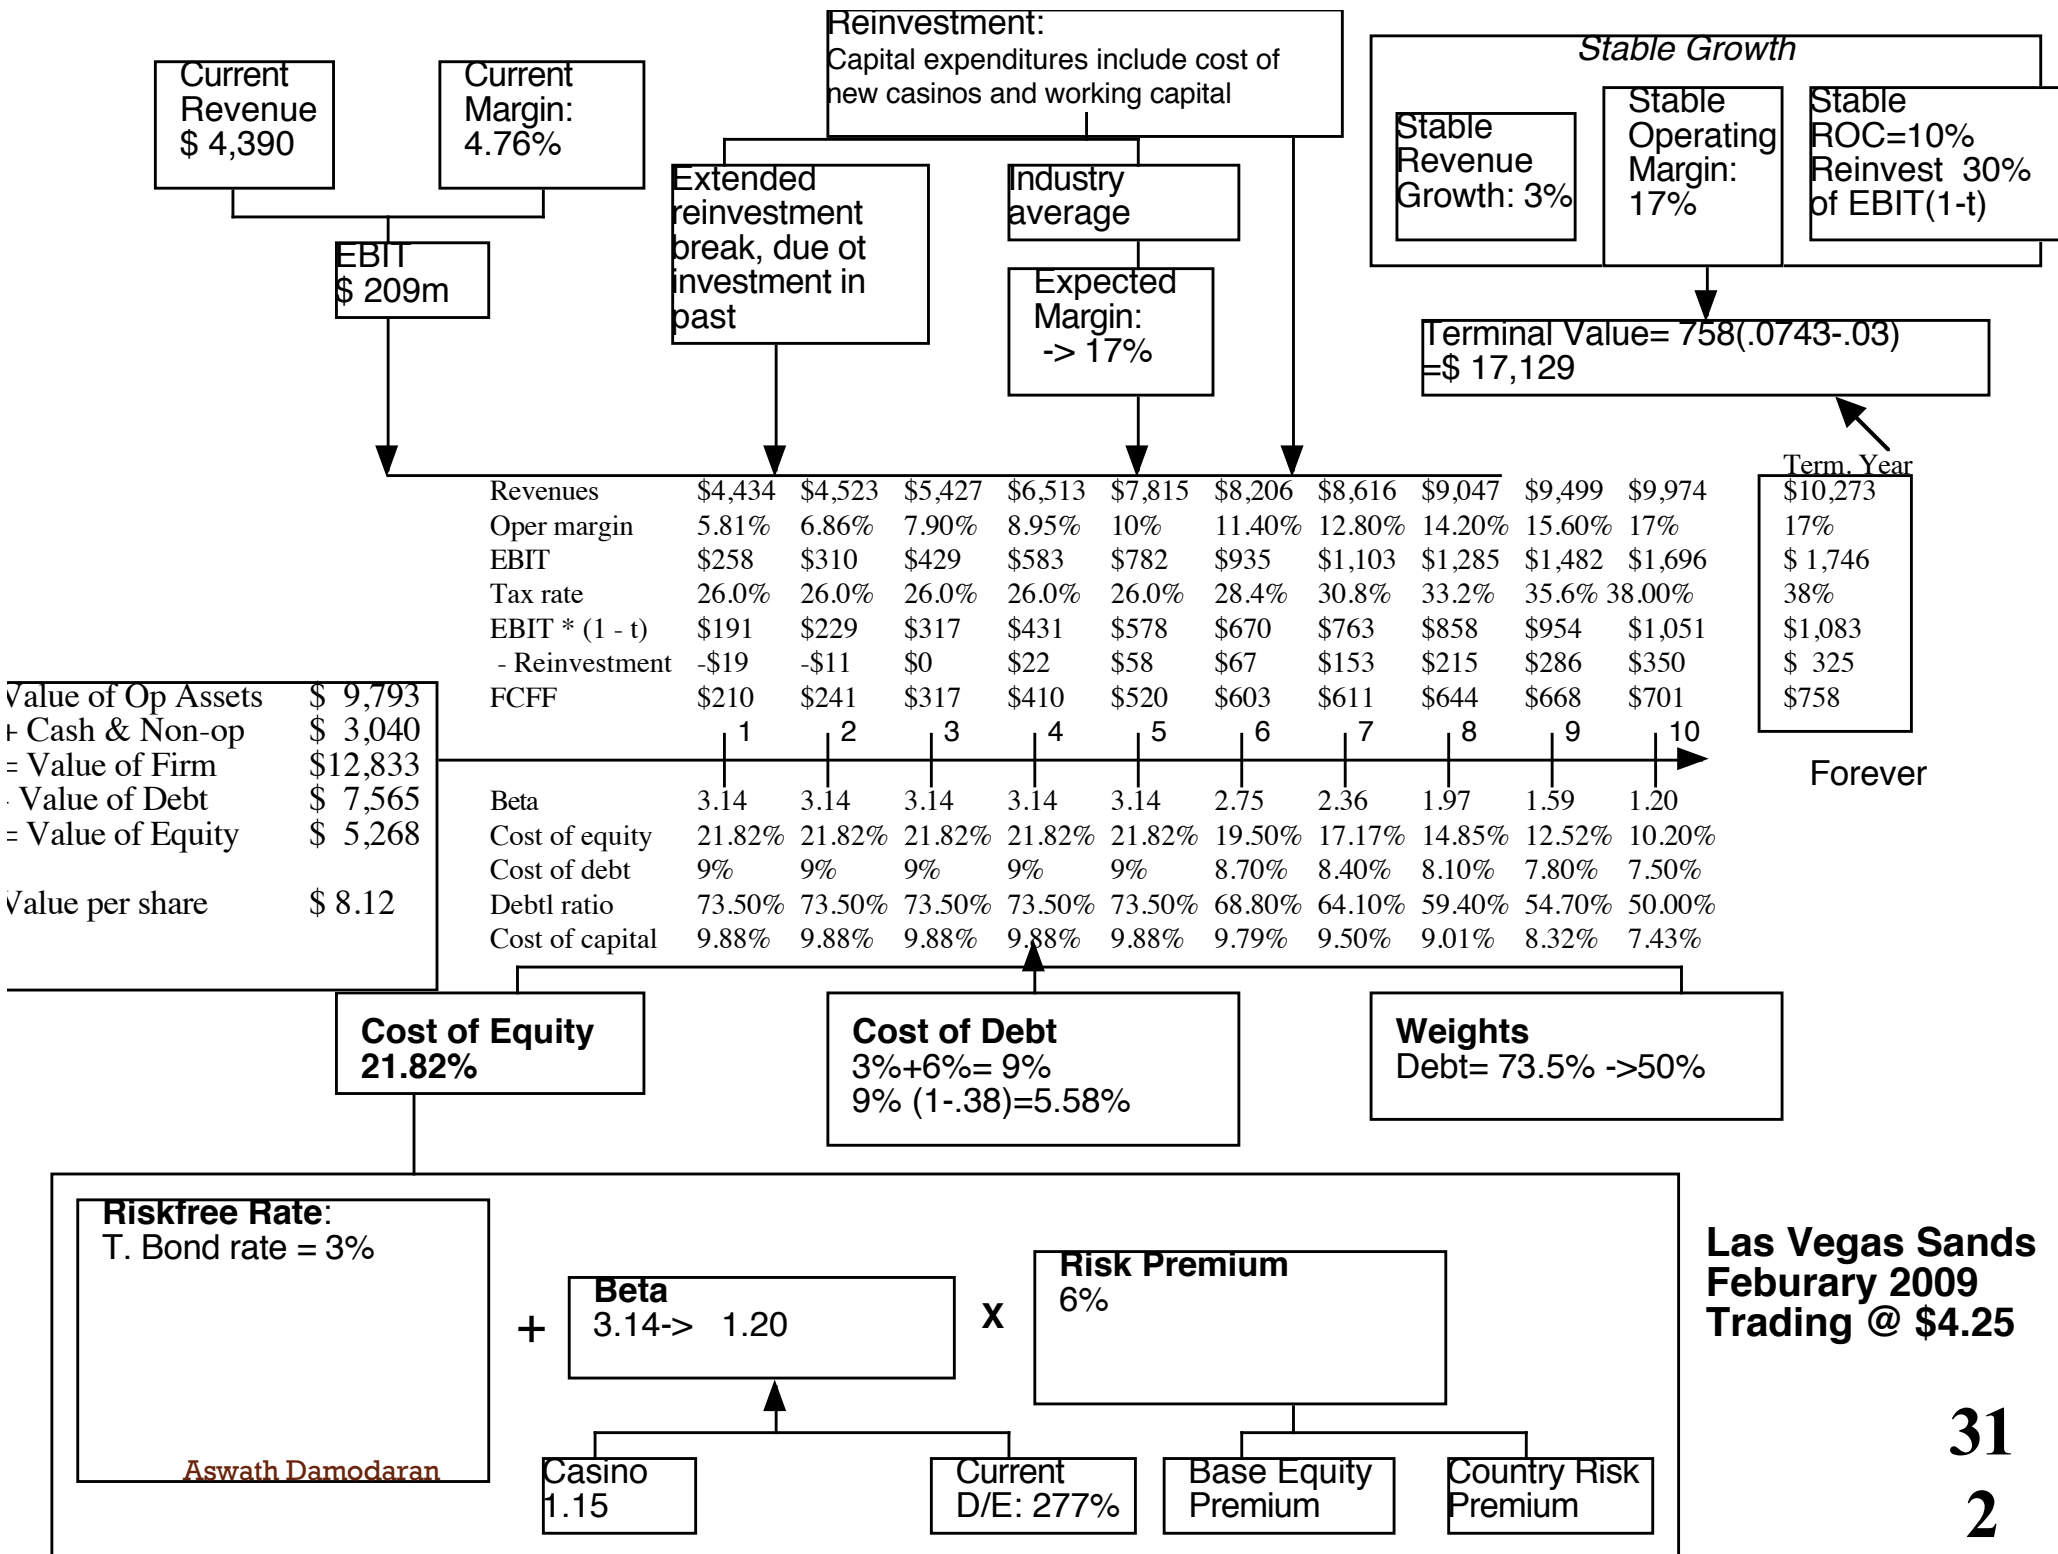 Reinvestment:
Capital expenditures include cost of
new casinos and working capital
Stable Growth
Current
Revenue
$ 4,390
Current
Margin:
4.76%
Stable
Revenue
Growth: 3%
Stable
Operating
Margin:
17%
Stable
ROC=10%
Reinvest 30%
of EBIT(1-t)
Extended
reinvestment
break, due ot
investment in
past
Industry
average
EBIT
$ 209m
Expected
Margin:
-> 17%
Terminal Value= 758(.0743-.03)
=$ 17,129
Term. Year
Revenues $4,434 $4,523 $5,427 $6,513 $7,815 $8,206 $8,616 $9,047 $9,499 $9,974 $10,273
Oper margin 5.81% 6.86% 7.90% 8.95% 10% 11.40% 12.80% 14.20% 15.60% 17% 17%
EBIT $258 $310 $429 $583 $782 $935 $1,103 $1,285 $1,482 $1,696 $ 1,746
Tax rate 26.0% 26.0% 26.0% 26.0% 26.0% 28.4% 30.8% 33.2% 35.6% 38.00% 38%
EBIT * (1 - t) $191 $229 $317 $431 $578 $670 $763 $858 $954 $1,051 $1,083
- Reinvestment -$19 -$11 $0 $22 $58 $67 $153 $215 $286 $350 $ 325
FCFF $210 $241 $317 $410 $520 $603 $611 $644 $668 $701 $758
1 2 3 4 5 6 7 8 9 10
Forever
Value of Op Assets $ 9,793
+ Cash & Non-op $ 3,040
= Value of Firm $12,833
- Value of Debt $ 7,565
= Value of Equity $ 5,268
Value per share $ 8.12
Beta 3.14 3.14 3.14 3.14 3.14 2.75 2.36 1.97 1.59 1.20
Cost of equity 21.82% 21.82% 21.82% 21.82% 21.82% 19.50% 17.17% 14.85% 12.52% 10.20%
Cost of debt 9% 9% 9% 9% 9% 8.70% 8.40% 8.10% 7.80% 7.50%
Debtl ratio 73.50% 73.50% 73.50% 73.50% 73.50% 68.80% 64.10% 59.40% 54.70% 50.00%
Cost of capital 9.88% 9.88% 9.88% 9.88% 9.88% 9.79% 9.50% 9.01% 8.32% 7.43%
Cost of Equity
21.82%
Cost of Debt
3%+6%= 9%
9% (1-.38)=5.58%
Weights
Debt= 73.5% ->50%
Riskfree Rate:
T. Bond rate = 3%
+
Beta
3.14-> 1.20
X
Risk Premium
6%
Las Vegas Sands
Feburary 2009
Trading @ $4.25
Aswath Damodaran
Casino
1.15
Current
D/E: 277%
Base Equity
Premium
Country Risk
Premium
31
2